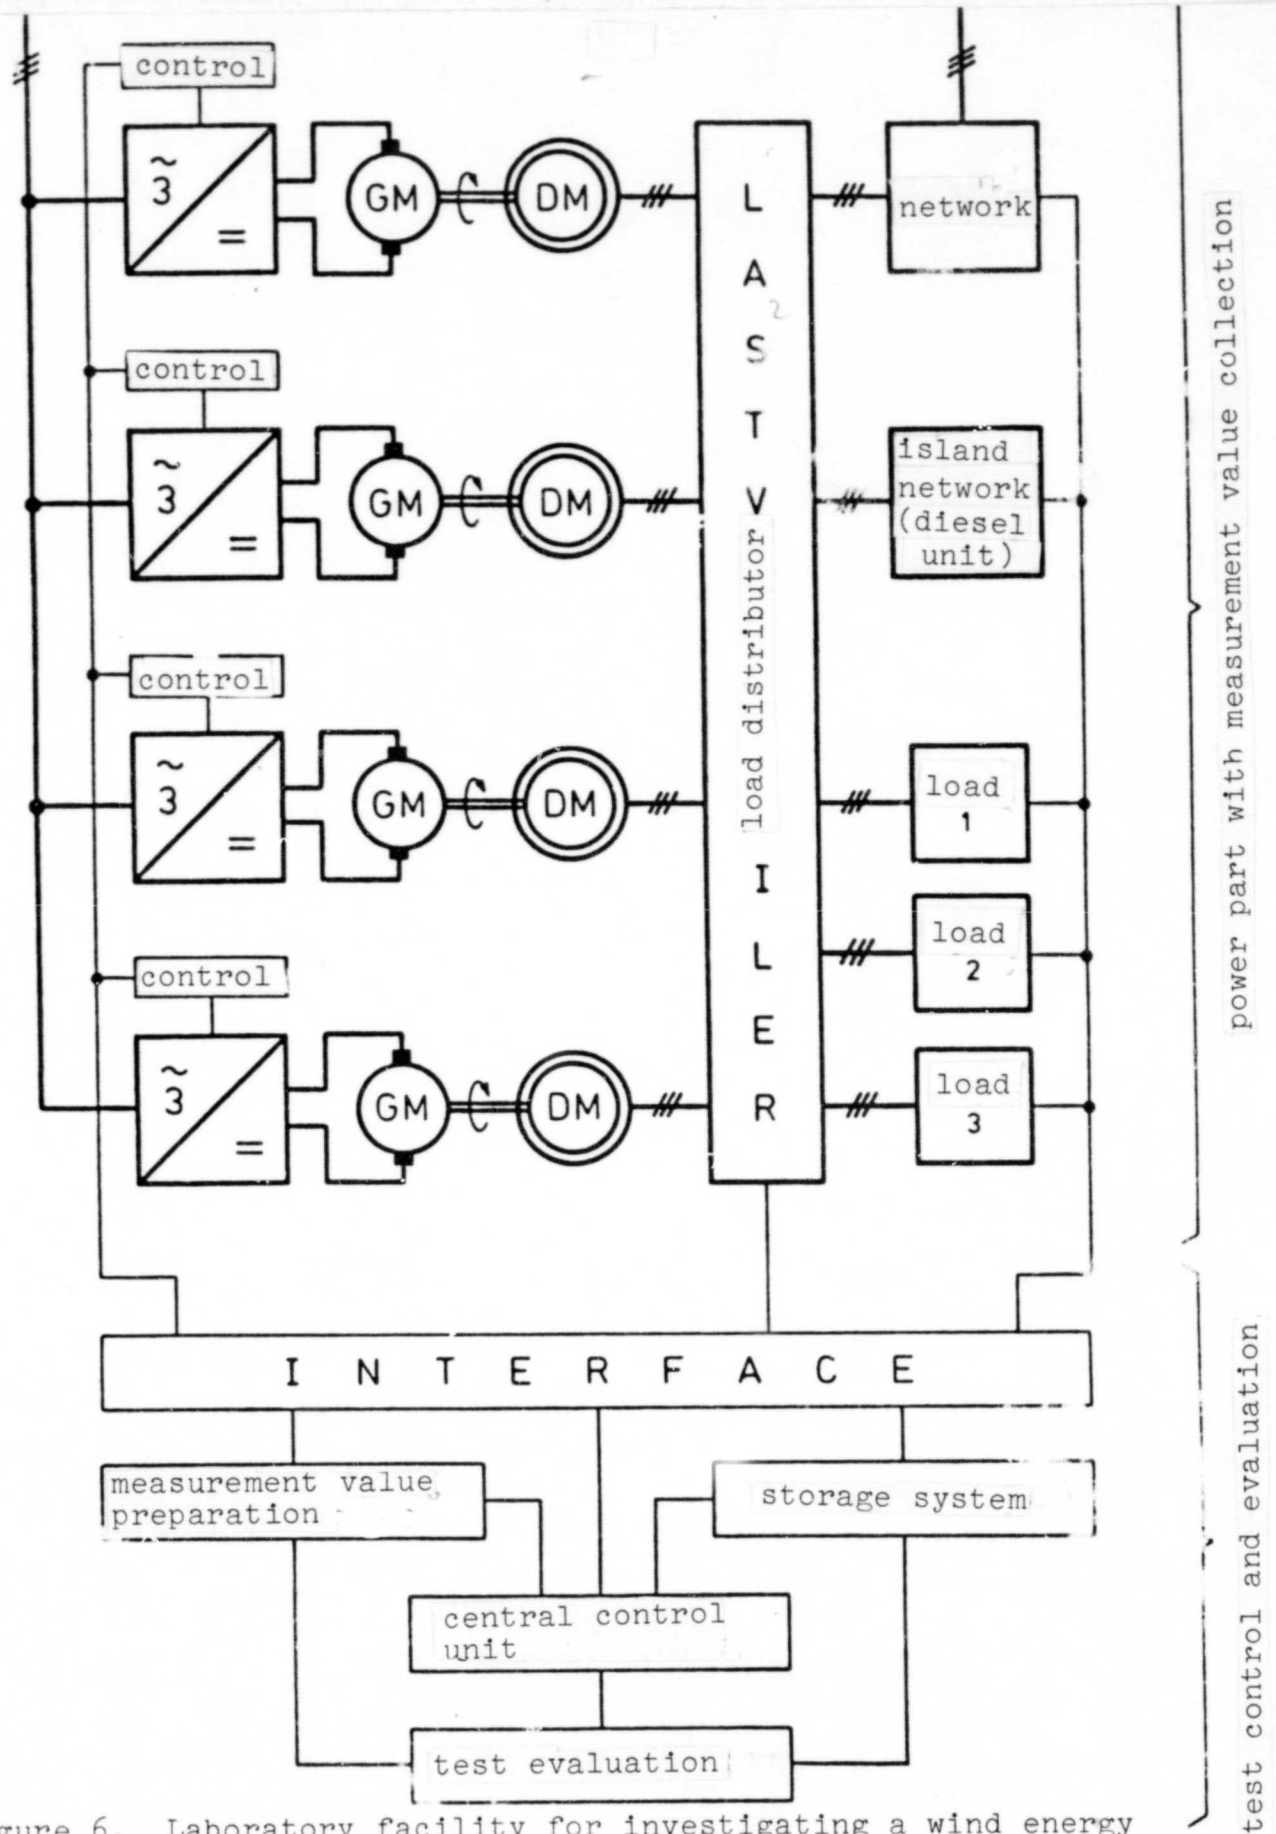 control
3
~
=
GM
DM
network
control
3
~
=
GM
DM
island
network
(diesel
unit)
control
3
~
=
GM
DM
load
1
load
2
control
3
~
=
GM
DM
load
3
L A S T V
load distributor
I L E R
power part with measurement value collection
INTERFACE
measurement value
preparation
storage system
central control
unit
test evaluation
test control and evaluation
6. Laboratory facility for investigating a wind energy